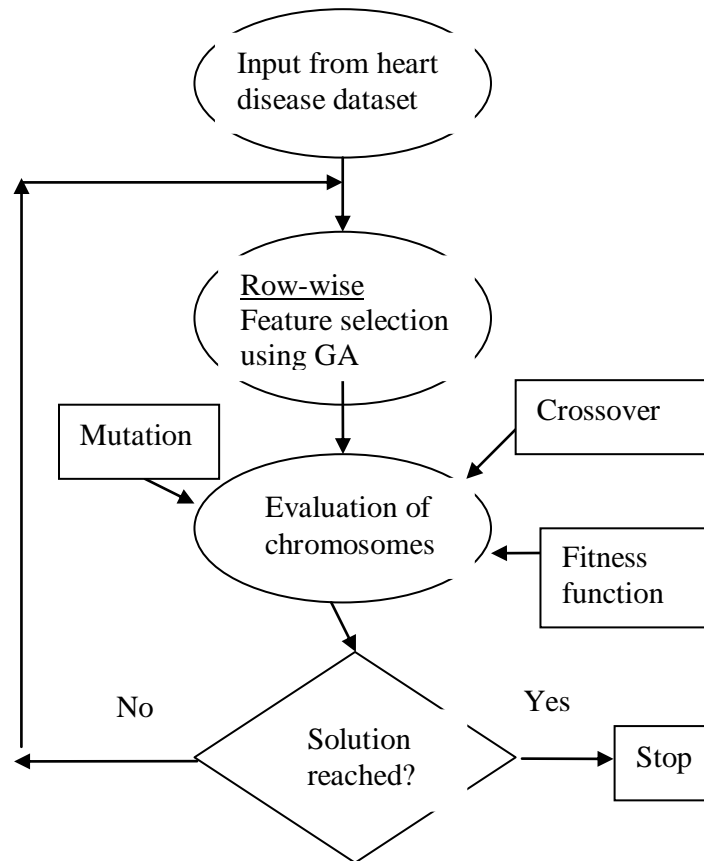 Input from heart
disease dataset
Row-wise
Feature selection
using GA
Mutation
Crossover
Evaluation of
chromosomes
Fitness
function
No
Yes
Solution
reached?
Stop